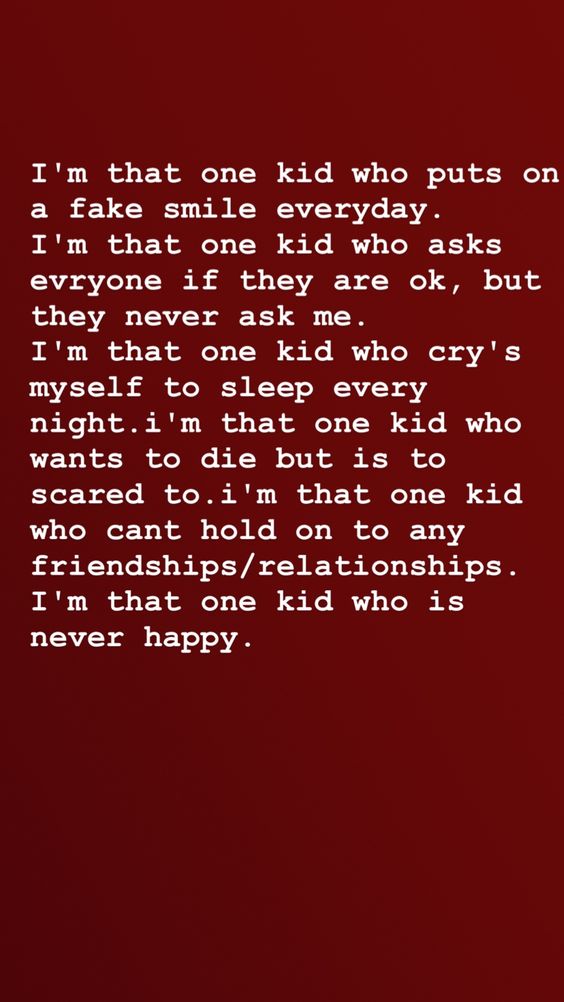 I'm that one kid who puts on
a fake smile everyday.
I'm that one kid who asks
evryone if they are ok, but
they never ask me.
I'm that one kid who cry's
myself to sleep every
night.i'm that one kid who
wants to die but is to
scared to.i'm that one kid
who cant hold on to any
friendships/relationships.
I'm that one kid who is
never happy.